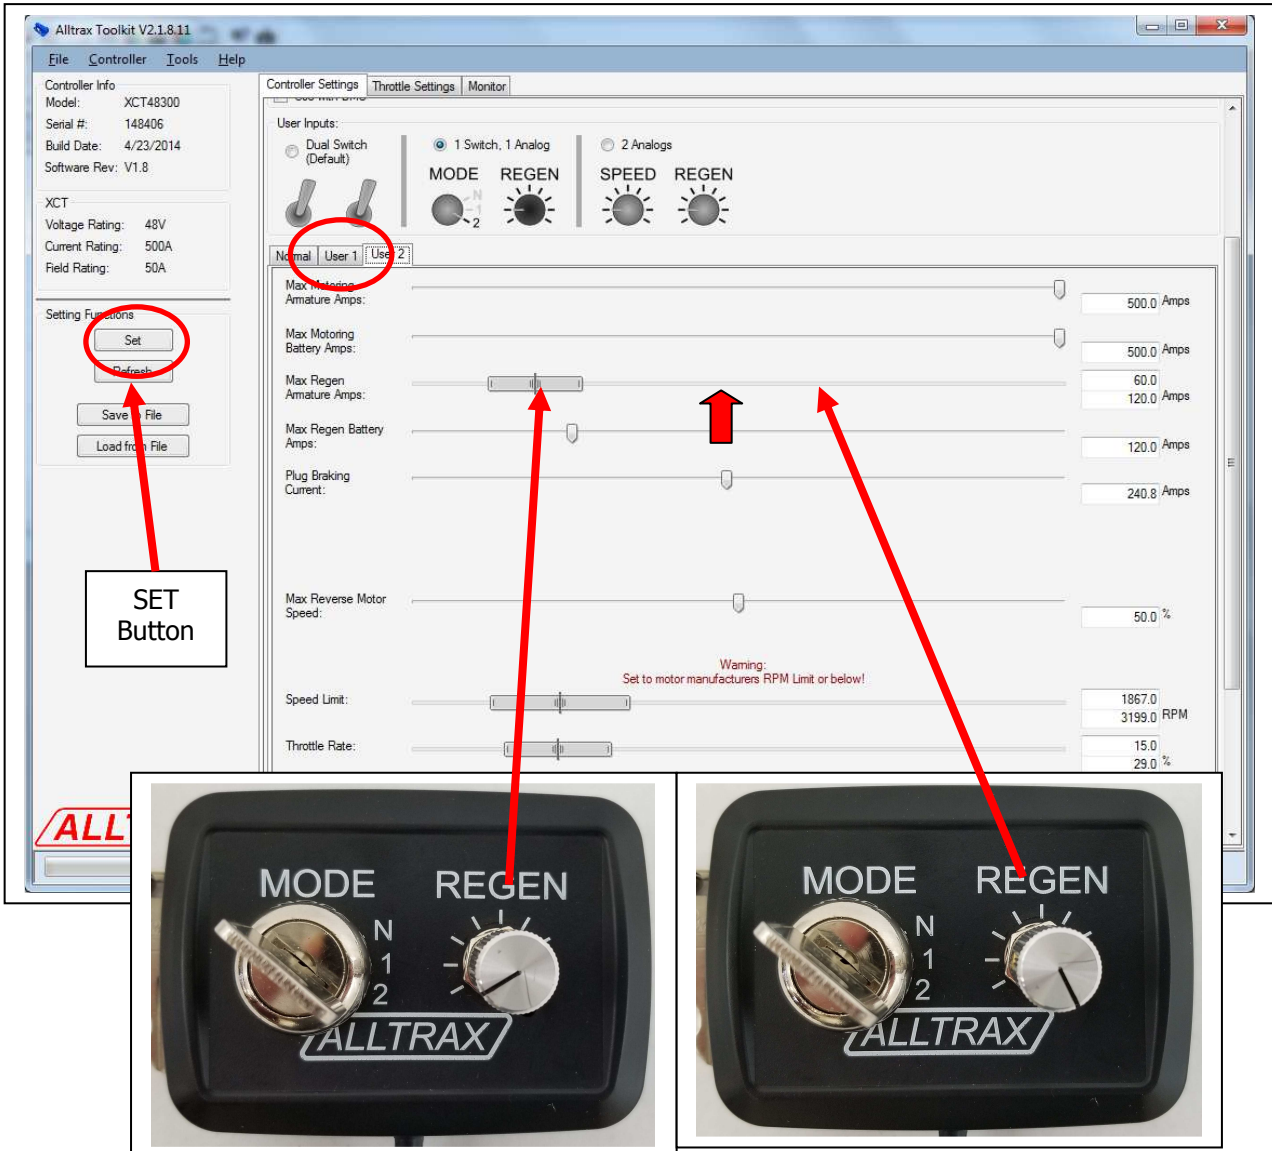 Alltrax Toolkit V2.1.8.11
File Controller Tools Help
Controller Info
Model: XCT48300
Serial #: 148406
Build Date: 4/23/2014
Software Rev: V1.8
XCT
Voltage Rating: 48V
Current Rating: 500A
Field Rating: 50A
Setting Functions
Set
Refresh
Save to File
Load from File
SET
Button
Controller Settings Throttle Settings Monitor
User Inputs:
Dual Switch
(Default)
1 Switch, 1 Analog
MODE REGEN
N
1
2
2 Analogs
SPEED REGEN
Normal User 1 User 2
Max Motoring
Armature Amps:
500.0 Amps
Max Motoring
Battery Amps:
500.0 Amps
Max Regen
Armature Amps:
60.0
120.0 Amps
Max Regen Battery
Amps:
120.0 Amps
Plug Braking
Current:
240.8 Amps
Max Reverse Motor
Speed:
50.0 %
Warning:
Set to motor manufacturers RPM Limit or below!
Speed Limit:
1867.0
3199.0 RPM
Throttle Rate:
15.0
29.0 %
ALL
MODE REGEN
N
1
2
ALLTRAX
MODE REGEN
N
1
2
ALLTRAX